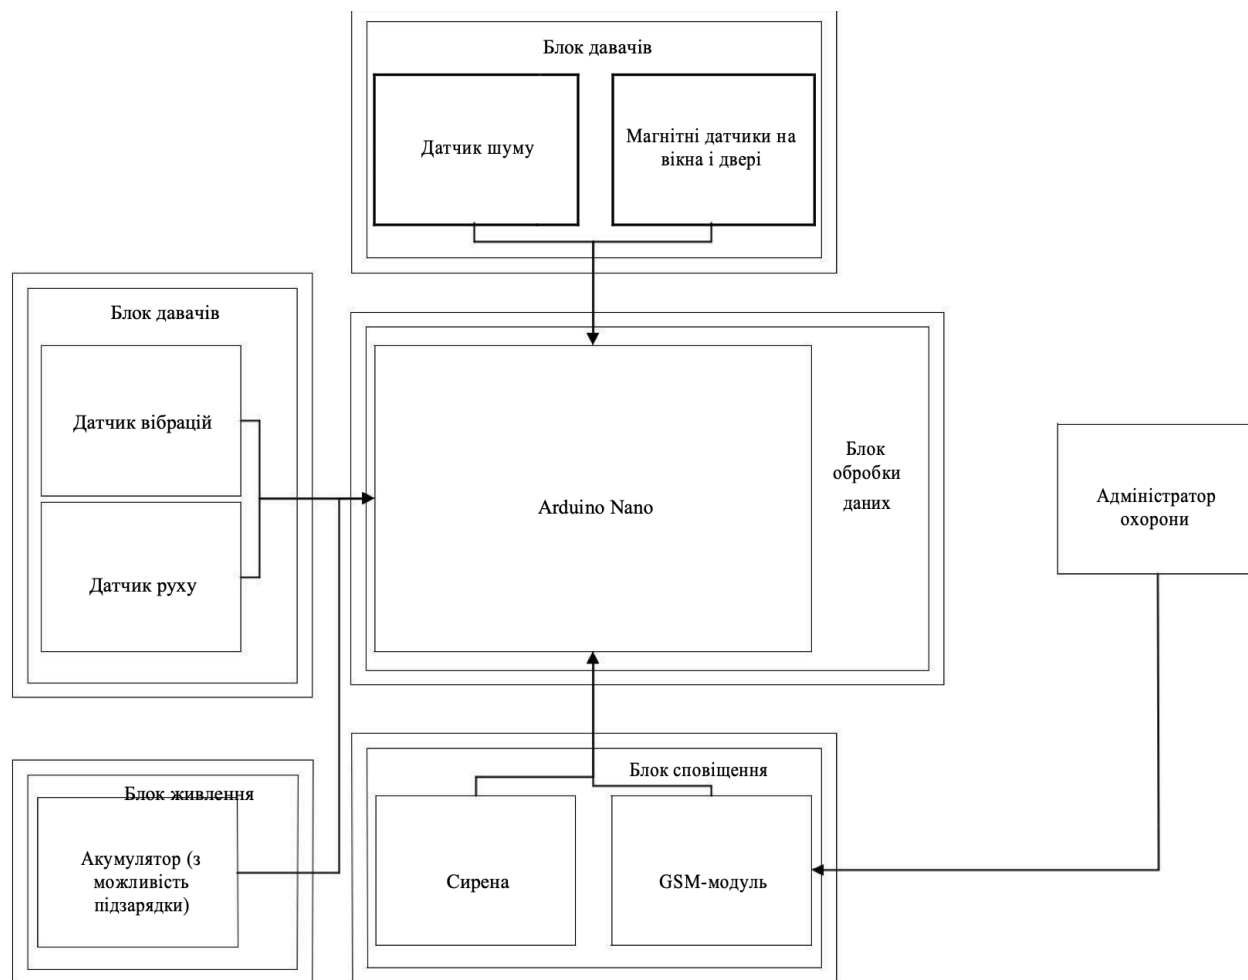 Блок давачів
Датчик шуму
Магнітні датчики на
вікна і двері
Блок давачів
Датчик вібрацій
Датчик руху
Arduino Nano
Блок
обробки
даних
Адміністратор
охорони
Блок живлення
Акумулятор (з
можливість
підзарядки)
Блок сповіщення
Сирена
GSM-модуль